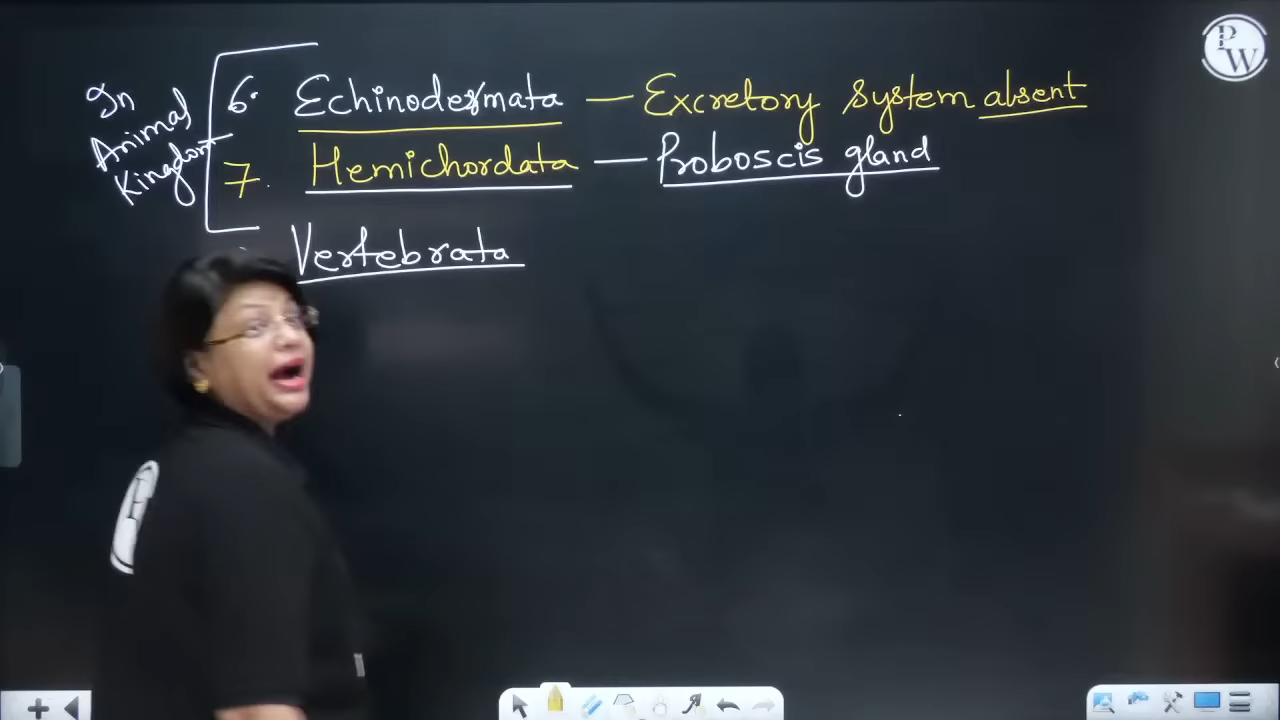 In Animal Kingdom
6. Echinodermata — Excretory system absent
7. Hemichordata — Proboscis gland
Vertebrata
PW